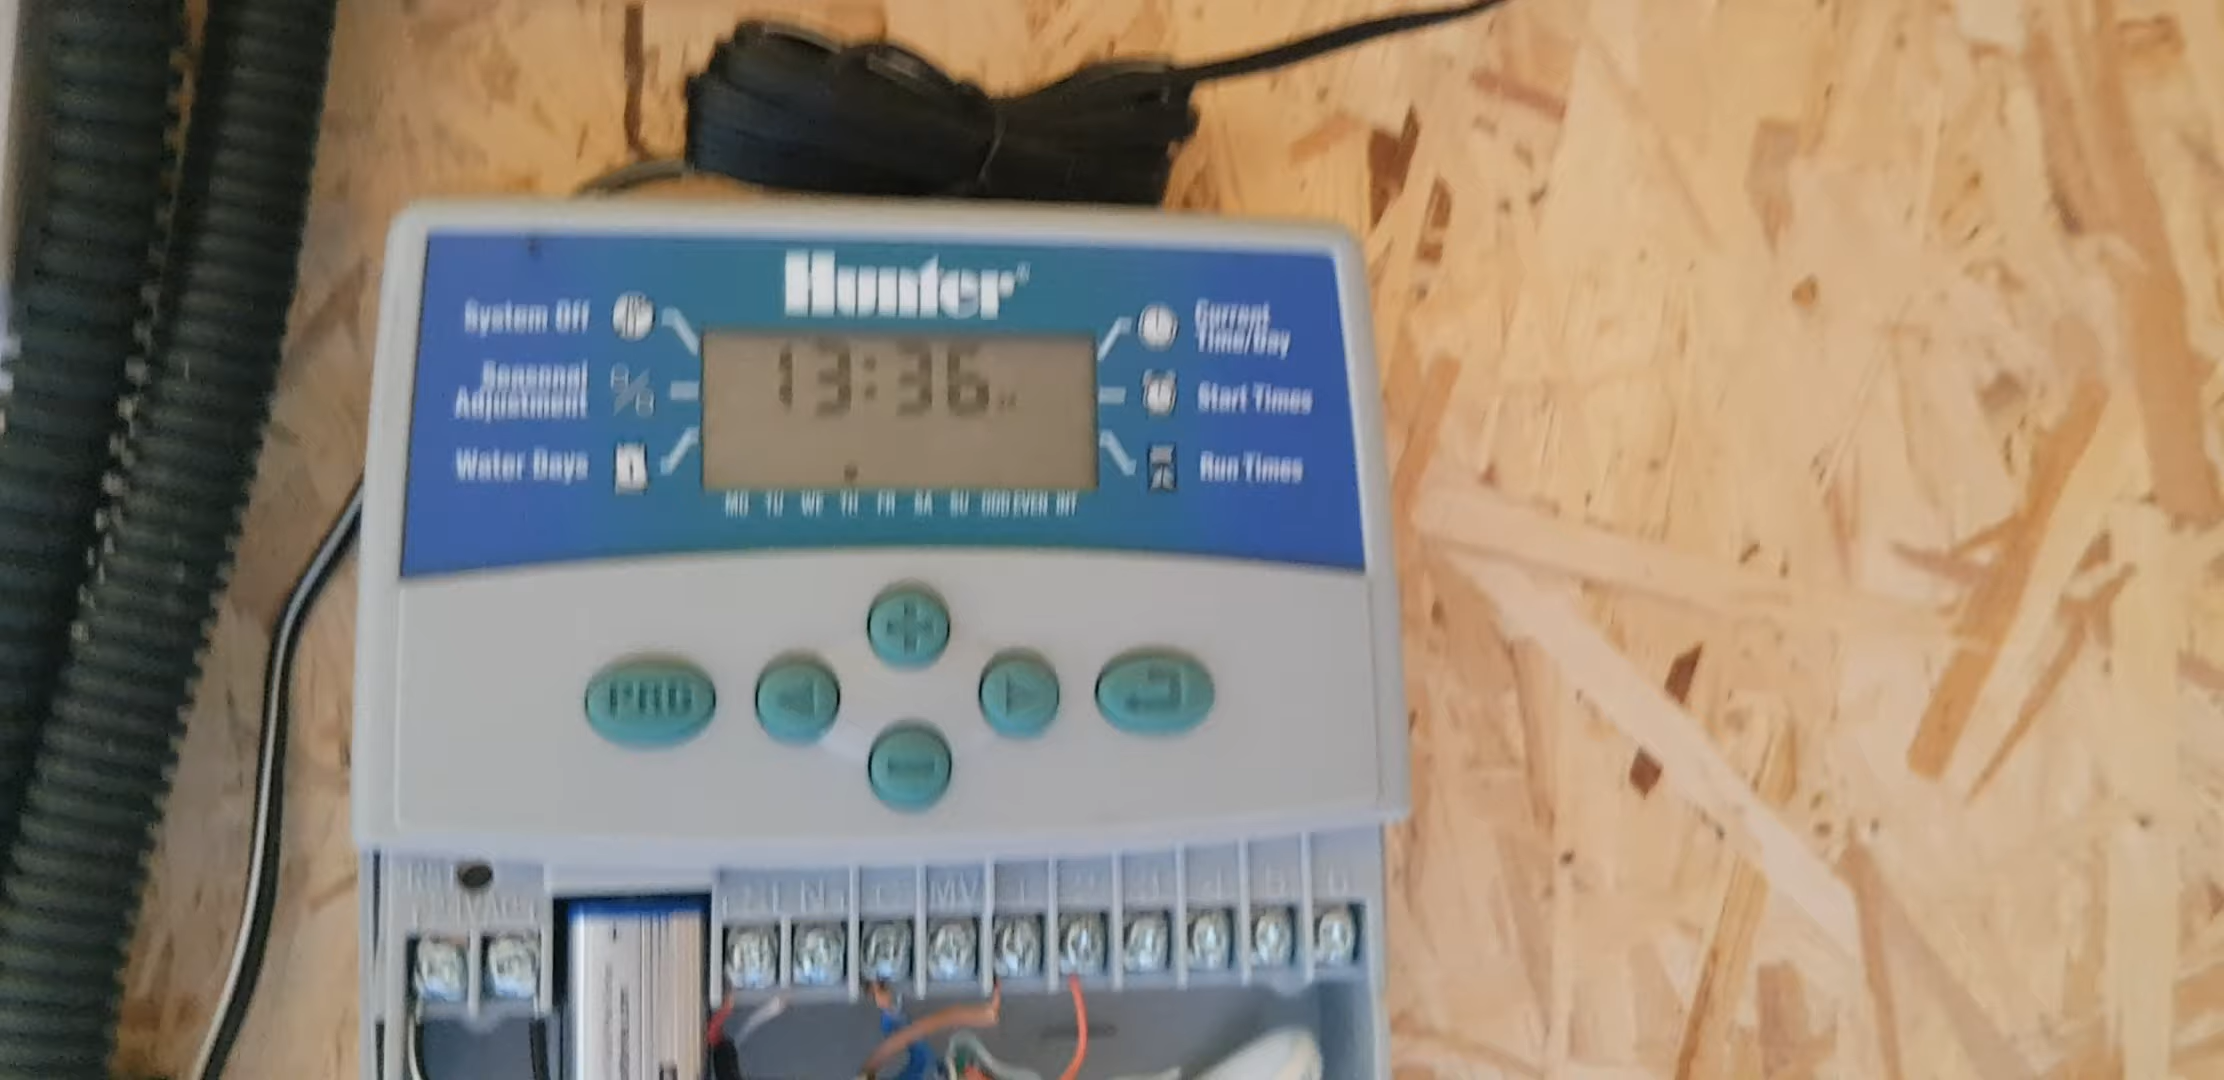 Hunter®
System Off
Current
Time/Day
13:36
Seasonal
Adjustment
Start Times
Water Days
Run Times
MO TU WE TH FR SA SU ODD EVEN INT
PRG
MV